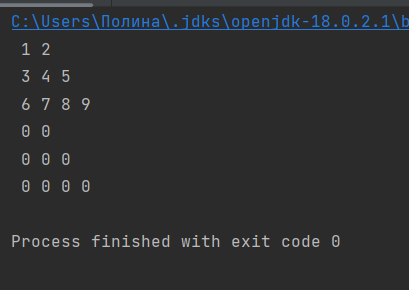 C:\Users\Полина\.jdks\openjdk-18.0.2.1\b
1 2
3 4 5
6 7 8 9
0 0
0 0 0
0 0 0 0
Process finished with exit code 0